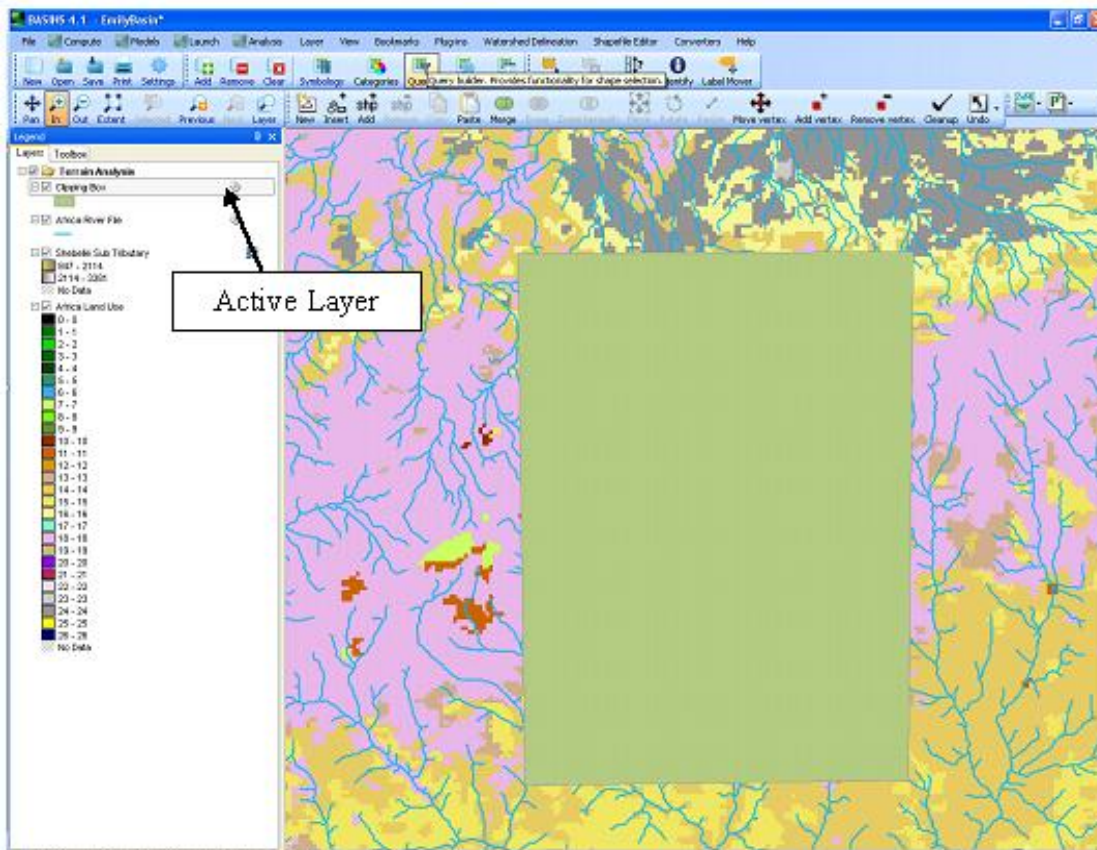 BASINS 4.1 - EmilyBasin*
File Compute Models Launch Analysis Layer View Bookmarks Plug-ins Watershed Delineation Shapefile Editor Converters Help
New Open Save Print Settings Add Remove Clear Symbology Categories Query builder. Provides functionality for shape selection. Identify Label Mover
Pan In Out Extent Previous Layer New Insert Add Paste Merge Move vertex Add vertex Remove vertex Cleanup Undo
Legend
Layers Toolbox
Terrain Analysis
Clipping Box
Africa River File
Shebelle Sub Tributary
947 - 2114
2114 - 3281
No Data
Active Layer
Africa Land Use
0 - 0
1 - 1
2 - 2
3 - 3
4 - 4
5 - 5
6 - 6
7 - 7
8 - 8
9 - 9
10 - 10
11 - 11
12 - 12
13 - 13
14 - 14
15 - 15
16 - 16
17 - 17
18 - 18
19 - 19
20 - 20
21 - 21
22 - 22
23 - 23
24 - 24
25 - 25
26 - 26
No Data